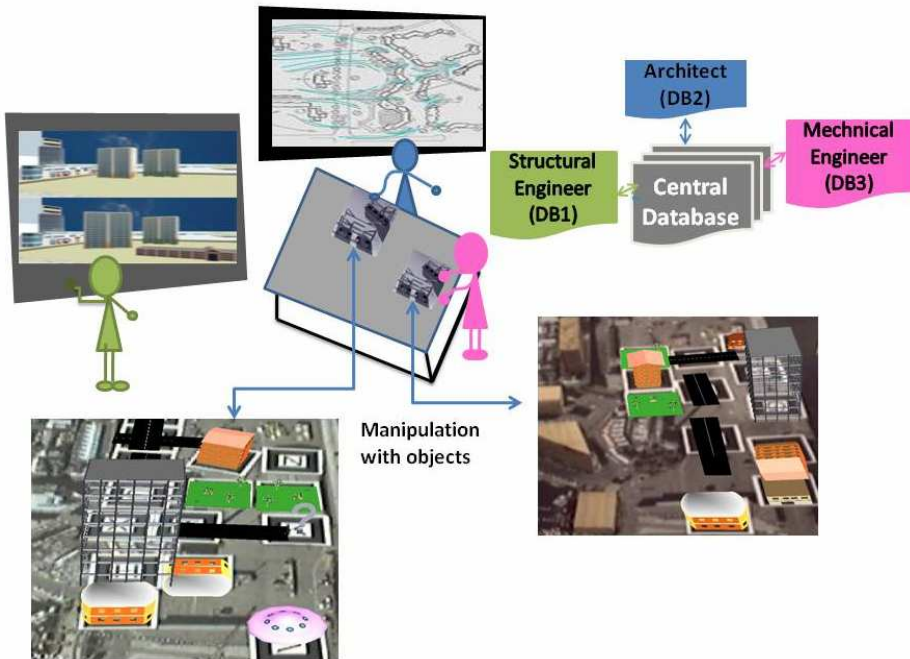 Architect
(DB2)
Structural
Engineer
(DB1)
Central
Database
Mechnical
Engineer
(DB3)
Manipulation
with objects
?